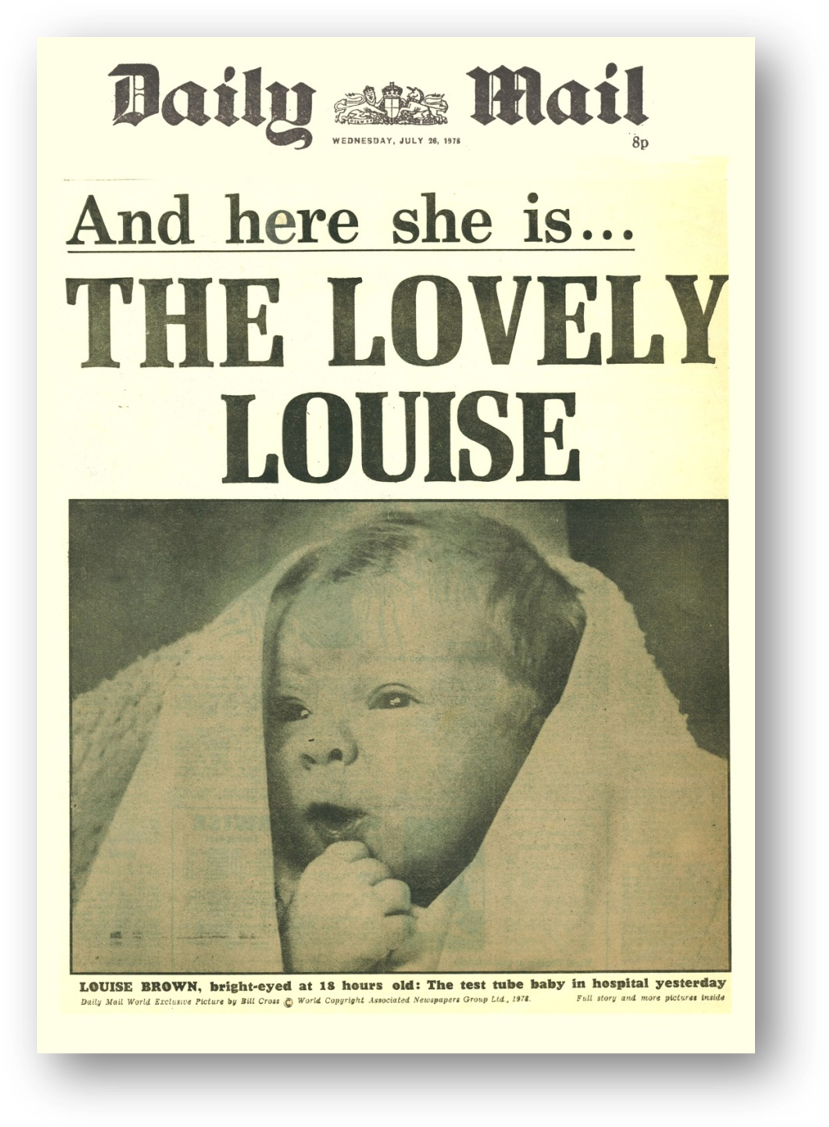 Daily Mail
WEDNESDAY, JULY 26, 1978
8p
And here she is...
THE LOVELY
LOUISE
LOUISE BROWN, bright-eyed at 18 hours old: The test tube baby in hospital yesterday
Daily Mail World Exclusive Picture by Bill Cross © World Copyright Associated Newspapers Group Ltd., 1978. Full story and more pictures inside